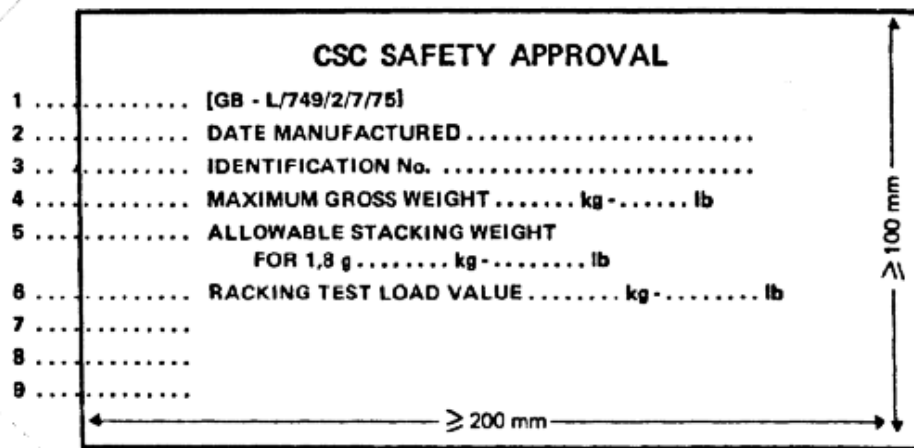 CSC SAFETY APPROVAL
1 ............. [GB - L/749/2/7/75]
2 ............. DATE MANUFACTURED ..........................
3 ............. IDENTIFICATION No. ............................
4 ............. MAXIMUM GROSS WEIGHT ....... kg - ...... lb
5 ............. ALLOWABLE STACKING WEIGHT
FOR 1,8 g ........ kg - ........ lb
6 ............. RACKING TEST LOAD VALUE ........ kg - ........ lb
7 .............
8 .............
9 .............
≥ 200 mm
≥ 100 mm